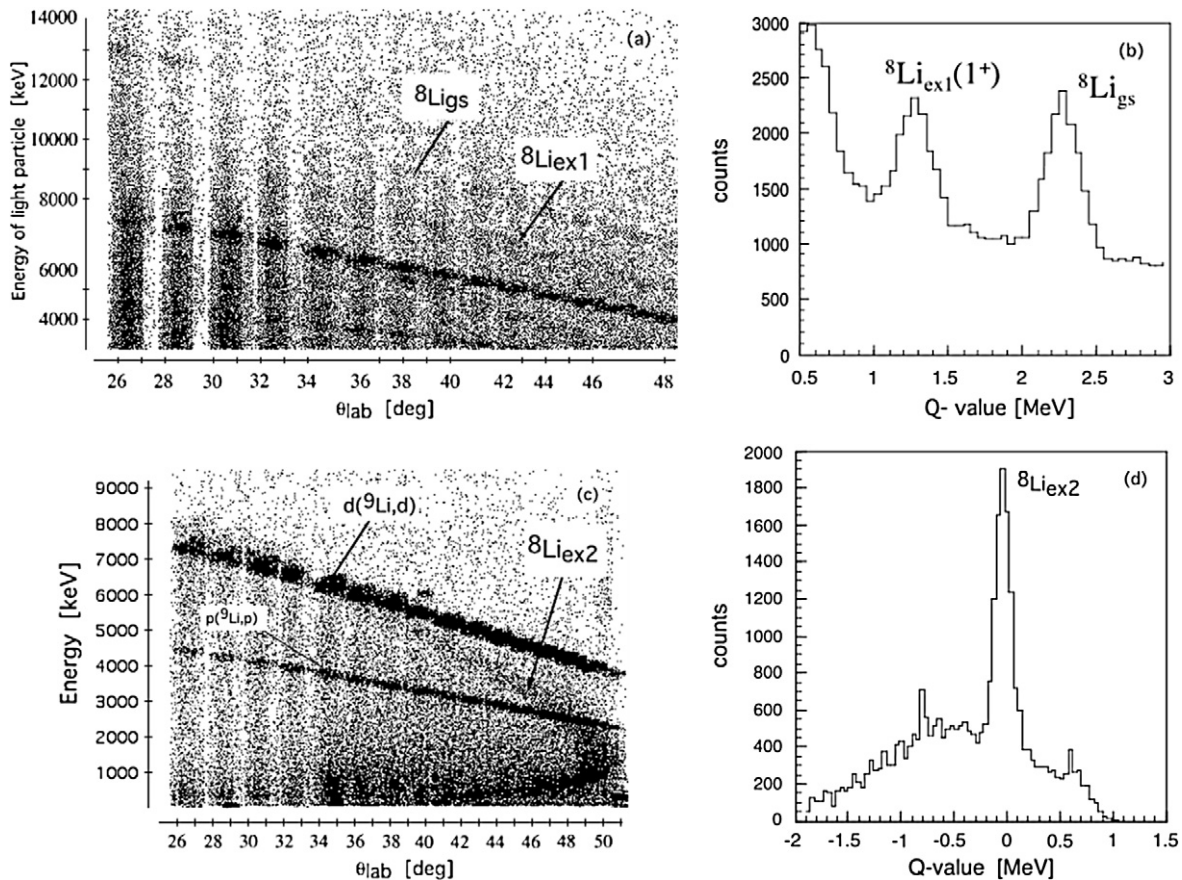 14000
12000
10000
8000
6000
4000
Energy of light particle [keV]
(a)
⁸Ligs
⁸Liex1
26 28 30 32 34 36 38 40 42 44 46 48
θlab [deg]
3000
2500
2000
1500
1000
500
0
counts
(b)
⁸Liex1(1⁺)
⁸Ligs
0.5 1 1.5 2 2.5 3
Q- value [MeV]
9000
8000
7000
6000
5000
4000
3000
2000
1000
Energy [keV]
(c)
d(⁹Li,d)
⁸Liex2
p(⁹Li,p)
26 28 30 32 34 36 38 40 42 44 46 48 50
θlab [deg]
2000
1800
1600
1400
1200
1000
800
600
400
200
0
counts
⁸Liex2
(d)
-2 -1.5 -1 -0.5 0 0.5 1 1.5
Q-value [MeV]